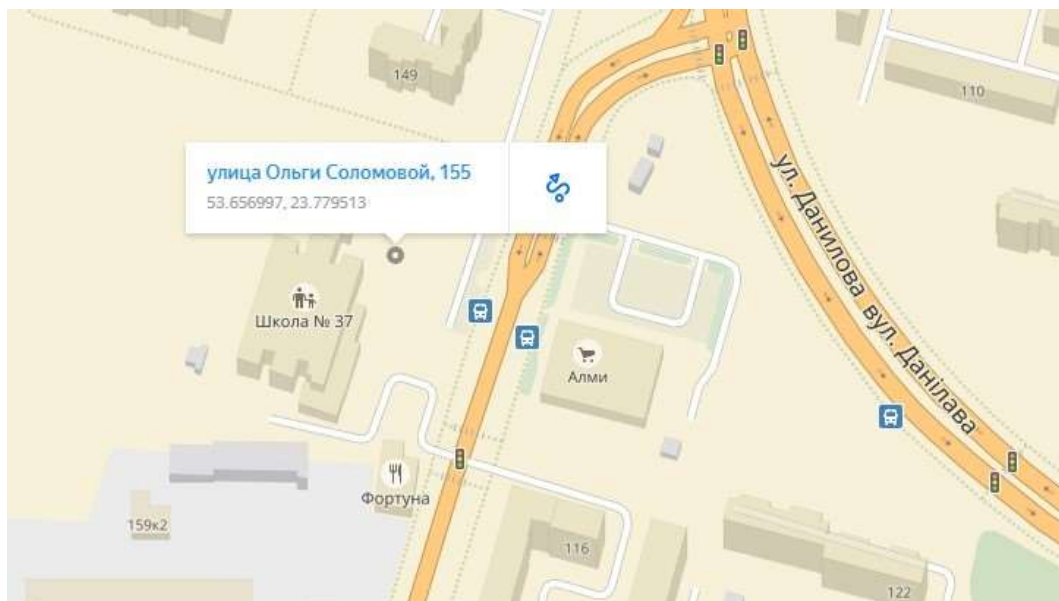 149
110
улица Ольги Соломовой, 155
53.656997, 23.779513
ул. Данилова вул. Данілава
Школа № 37
Алми
Фортуна
159к2
116
122